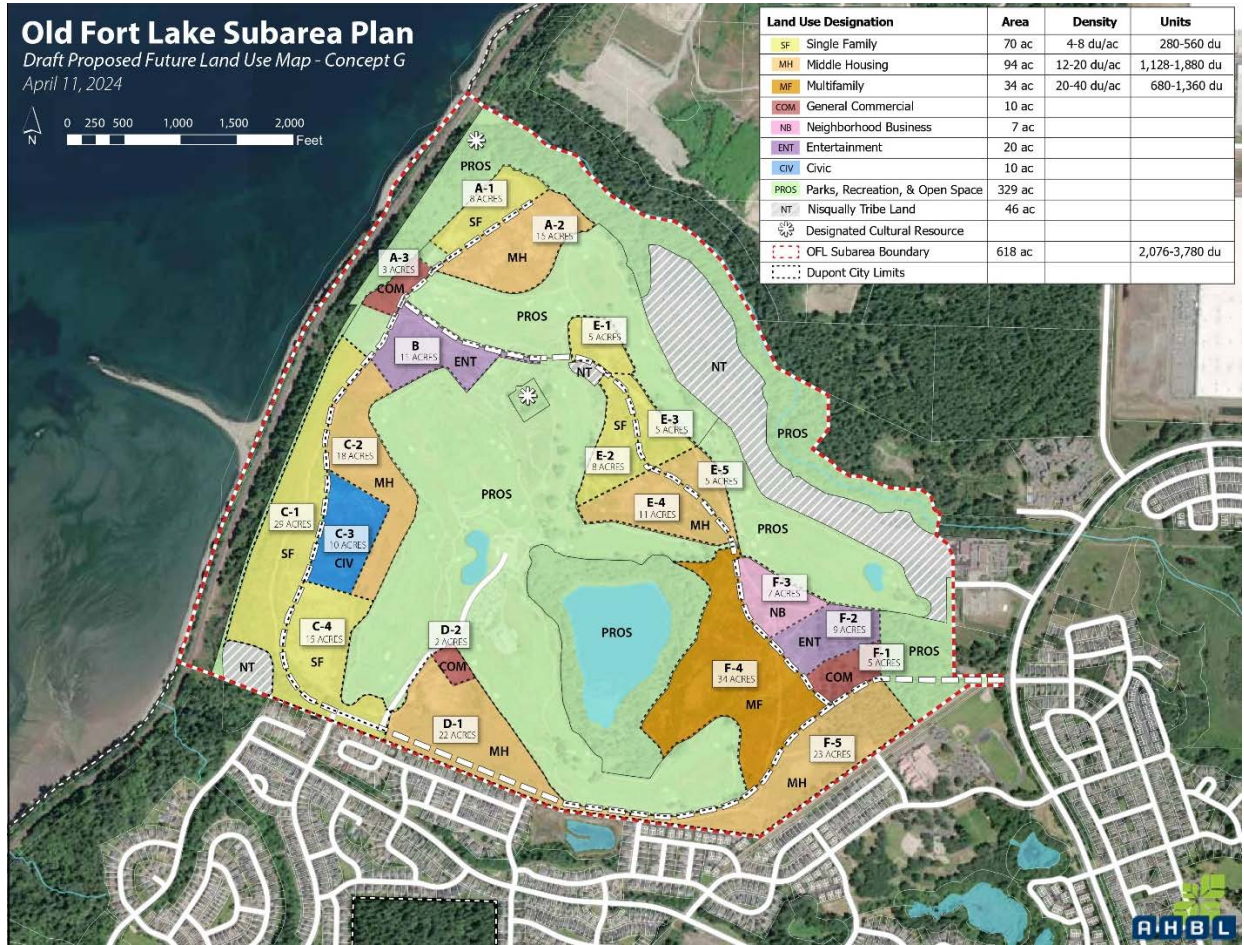 Old Fort Lake Subarea Plan
Draft Proposed Future Land Use Map - Concept G
April 11, 2024
N
0 250 500 1,000 1,500 2,000
Feet
Land Use Designation Area Density Units
SF Single Family 70 ac 4-8 du/ac 280-560 du
MH Middle Housing 94 ac 12-20 du/ac 1,128-1,880 du
MF Multifamily 34 ac 20-40 du/ac 680-1,360 du
COM General Commercial 10 ac
NB Neighborhood Business 7 ac
ENT Entertainment 20 ac
CIV Civic 10 ac
PROS Parks, Recreation, & Open Space 329 ac
NT Nisqually Tribe Land 46 ac
Designated Cultural Resource
OFL Subarea Boundary 618 ac 2,076-3,780 du
Dupont City Limits
PROS
A-1
8 ACRES
SF
A-2
15 ACRES
MH
A-3
3 ACRES
COM
PROS
B
11 ACRES
ENT
E-1
5 ACRES
NT
NT
SF
E-3
5 ACRES
PROS
E-2
8 ACRES
E-5
5 ACRES
C-2
18 ACRES
MH
PROS
E-4
11 ACRES
MH
C-1
29 ACRES
SF
C-3
10 ACRES
CIV
PROS
F-3
7 ACRES
NB
F-2
9 ACRES
ENT
C-4
15 ACRES
SF
D-2
2 ACRES
COM
PROS
F-1
5 ACRES
COM
PROS
NT
F-4
34 ACRES
MF
D-1
22 ACRES
MH
F-5
23 ACRES
MH
AHBL